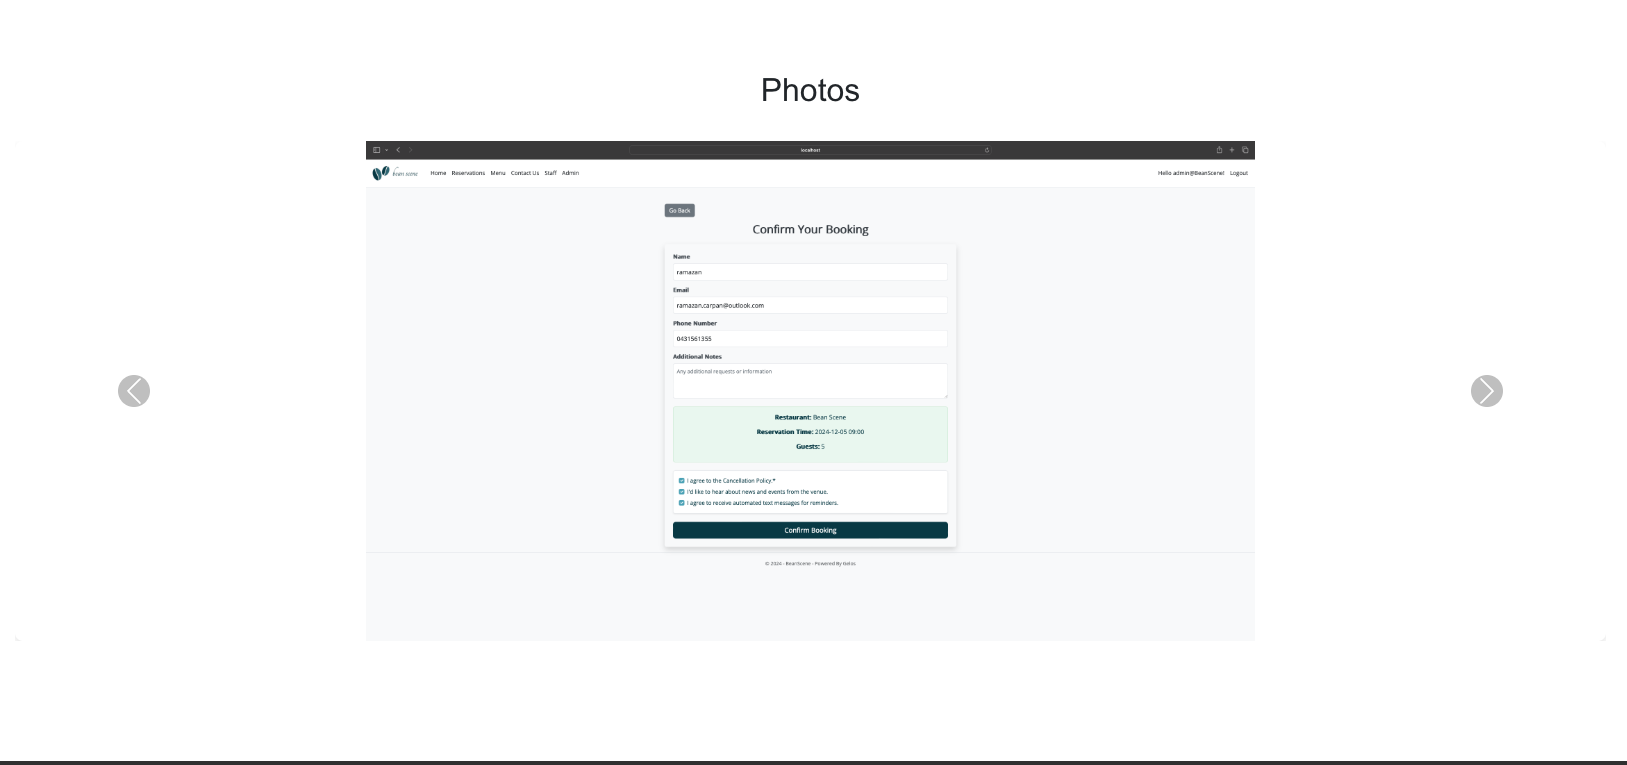 Photos
localhost
bean scene
Home Reservations Menu Contact Us Staff Admin
Hello admin@BeanScene! Logout
Go Back
Confirm Your Booking
Name
ramazan
Email
ramazan.carpan@outlook.com
Phone Number
0431561355
Additional Notes
Any additional requests or information
Restaurant: Bean Scene
Reservation Time: 2024-12-05 09:00
Guests: 5
I agree to the Cancellation Policy.*
I'd like to hear about news and events from the venue.
I agree to receive automated text messages for reminders.
Confirm Booking
© 2024 - BeanScene - Powered By Gelos